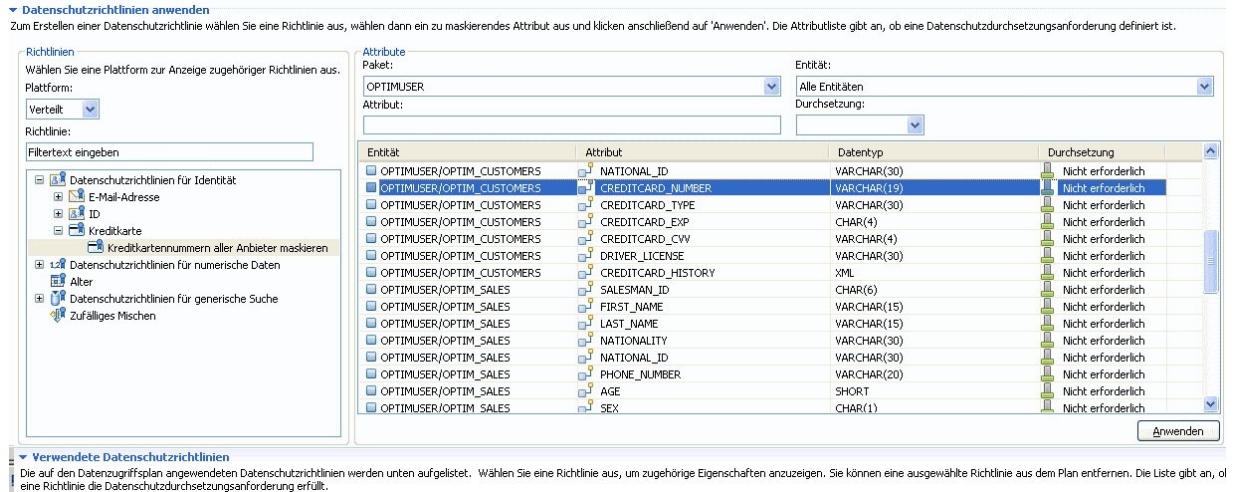 Datenschutzrichtlinien anwenden
Zum Erstellen einer Datenschutzrichtlinie wählen Sie eine Richtlinie aus, wählen dann ein zu maskierendes Attribut aus und klicken anschließend auf 'Anwenden'. Die Attributliste gibt an, ob eine Datenschutzdurchsetzungsanforderung definiert ist.
Richtlinien
Wählen Sie eine Plattform zur Anzeige zugehöriger Richtlinien aus.
Plattform:
Verteilt
Richtlinie:
Filtertext eingeben
Datenschutzrichtlinien für Identität
E-Mail-Adresse
ID
Kreditkarte
Kreditkartennummern aller Anbieter maskieren
Datenschutzrichtlinien für numerische Daten
Alter
Datenschutzrichtlinien für generische Suche
Zufälliges Mischen
Attribute
Paket: Entität:
OPTIMUSER Alle Entitäten
Attribut: Durchsetzung:
Entität Attribut Datentyp Durchsetzung
OPTIMUSER/OPTIM_CUSTOMERS NATIONAL_ID VARCHAR(30) Nicht erforderlich
OPTIMUSER/OPTIM_CUSTOMERS CREDITCARD_NUMBER VARCHAR(19) Nicht erforderlich
OPTIMUSER/OPTIM_CUSTOMERS CREDITCARD_TYPE VARCHAR(30) Nicht erforderlich
OPTIMUSER/OPTIM_CUSTOMERS CREDITCARD_EXP CHAR(4) Nicht erforderlich
OPTIMUSER/OPTIM_CUSTOMERS CREDITCARD_CVV VARCHAR(4) Nicht erforderlich
OPTIMUSER/OPTIM_CUSTOMERS DRIVER_LICENSE VARCHAR(30) Nicht erforderlich
OPTIMUSER/OPTIM_CUSTOMERS CREDITCARD_HISTORY XML Nicht erforderlich
OPTIMUSER/OPTIM_SALES SALESMAN_ID CHAR(6) Nicht erforderlich
OPTIMUSER/OPTIM_SALES FIRST_NAME VARCHAR(15) Nicht erforderlich
OPTIMUSER/OPTIM_SALES LAST_NAME VARCHAR(15) Nicht erforderlich
OPTIMUSER/OPTIM_SALES NATIONALITY VARCHAR(30) Nicht erforderlich
OPTIMUSER/OPTIM_SALES NATIONAL_ID VARCHAR(30) Nicht erforderlich
OPTIMUSER/OPTIM_SALES PHONE_NUMBER VARCHAR(20) Nicht erforderlich
OPTIMUSER/OPTIM_SALES AGE SHORT Nicht erforderlich
OPTIMUSER/OPTIM_SALES SEX CHAR(1) Nicht erforderlich
Anwenden
Verwendete Datenschutzrichtlinien
Die auf den Datenzugriffsplan angewendeten Datenschutzrichtlinien werden unten aufgelistet. Wählen Sie eine Richtlinie aus, um zugehörige Eigenschaften anzuzeigen. Sie können eine ausgewählte Richtlinie aus dem Plan entfernen. Die Liste gibt an,
eine Richtlinie die Datenschutzdurchsetzungsanforderung erfüllt.